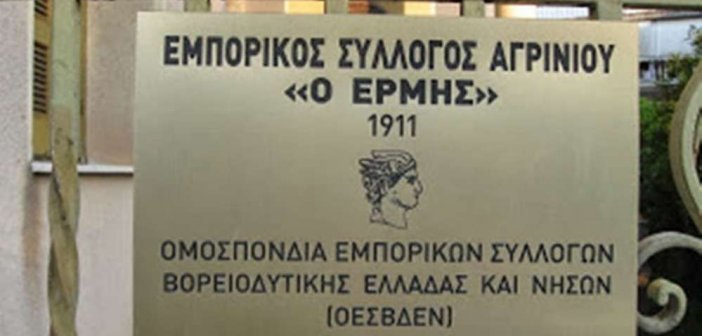 ΕΜΠΟΡΙΚΟΣ ΣΥΛΛΟΓΟΣ ΑΓΡΙΝΙΟΥ
«Ο ΕΡΜΗΣ»
1911
ΟΜΟΣΠΟΝΔΙΑ ΕΜΠΟΡΙΚΩΝ ΣΥΛΛΟΓΩΝ
ΒΟΡΕΙΟΔΥΤΙΚΗΣ ΕΛΛΑΔΑΣ ΚΑΙ ΝΗΣΩΝ
(ΟΕΣΒΔΕΝ)